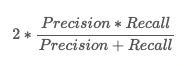 2 * Precision * Recall / Precision + Recall